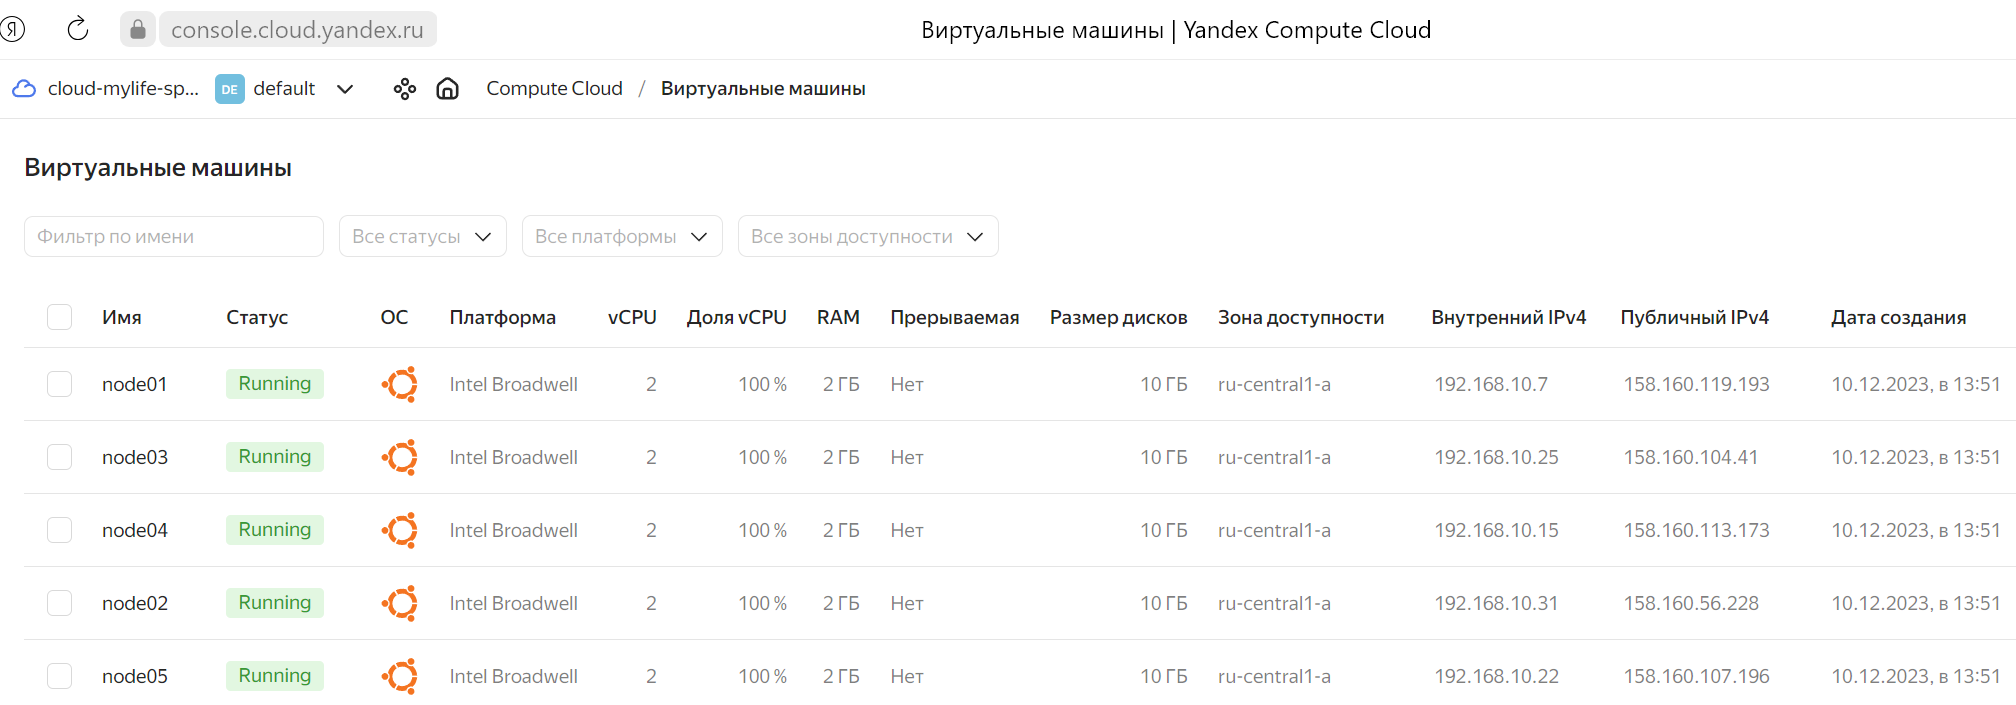 Я console.cloud.yandex.ru Виртуальные машины | Yandex Compute Cloud
cloud-mylife-sp... DE default Compute Cloud / Виртуальные машины
Виртуальные машины
Фильтр по имени Все статусы Все платформы Все зоны доступности
Имя Статус ОС Платформа vCPU Доля vCPU RAM Прерываемая Размер дисков Зона доступности Внутренний IPv4 Публичный IPv4 Дата создания
node01 Running Intel Broadwell 2 100 % 2 ГБ Нет 10 ГБ ru-central1-a 192.168.10.7 158.160.119.193 10.12.2023, в 13:51
node03 Running Intel Broadwell 2 100 % 2 ГБ Нет 10 ГБ ru-central1-a 192.168.10.25 158.160.104.41 10.12.2023, в 13:51
node04 Running Intel Broadwell 2 100 % 2 ГБ Нет 10 ГБ ru-central1-a 192.168.10.15 158.160.113.173 10.12.2023, в 13:51
node02 Running Intel Broadwell 2 100 % 2 ГБ Нет 10 ГБ ru-central1-a 192.168.10.31 158.160.56.228 10.12.2023, в 13:51
node05 Running Intel Broadwell 2 100 % 2 ГБ Нет 10 ГБ ru-central1-a 192.168.10.22 158.160.107.196 10.12.2023, в 13:51